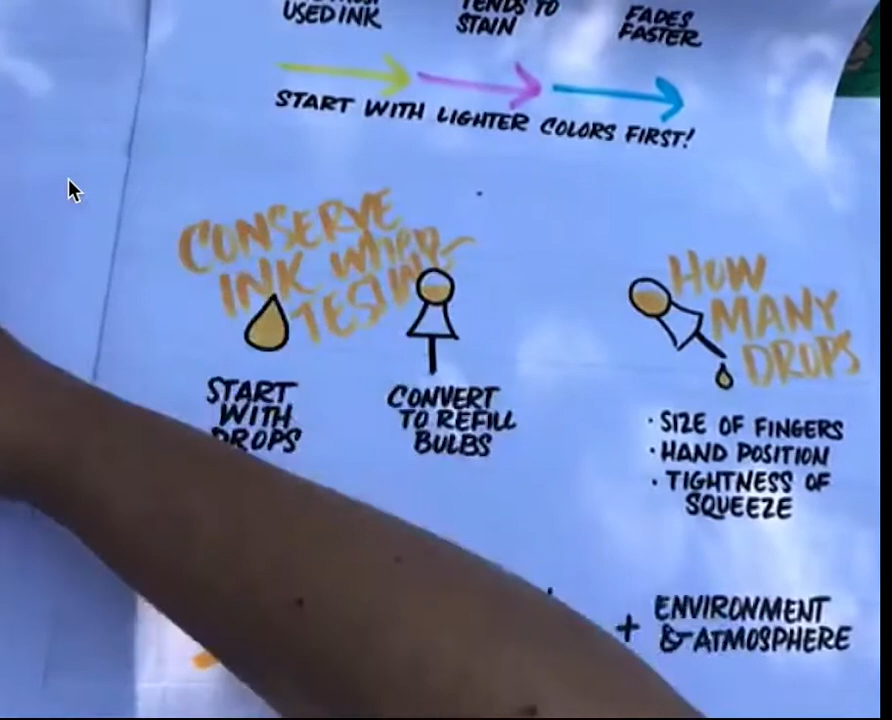 USED INK
TENDS TO
STAIN
FADES
FASTER
START WITH LIGHTER COLORS FIRST!
CONSERVE
INK WHEN
TESTING
START
WITH
DROPS
CONVERT
TO REFILL
BULBS
HOW
MANY
DROPS
· SIZE OF FINGERS
· HAND POSITION
· TIGHTNESS OF
SQUEEZE
+ ENVIRONMENT
& ATMOSPHERE